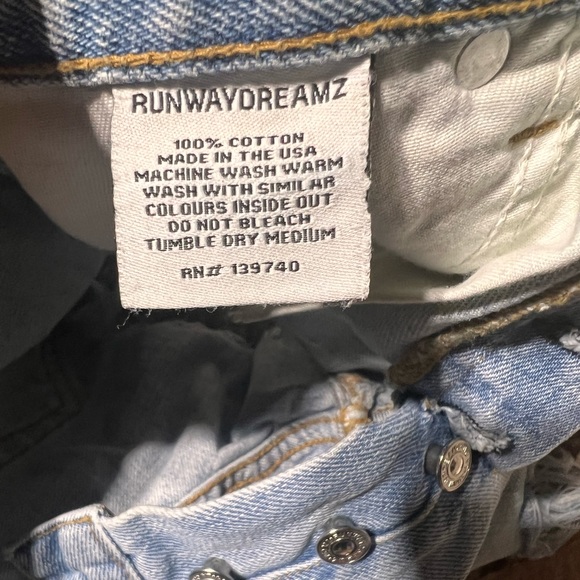 RUNWAYDREAMZ
100% COTTON
MADE IN THE USA
MACHINE WASH WARM
WASH WITH SIMILAR
COLOURS INSIDE OUT
DO NOT BLEACH
TUMBLE DRY MEDIUM
RN# 139740